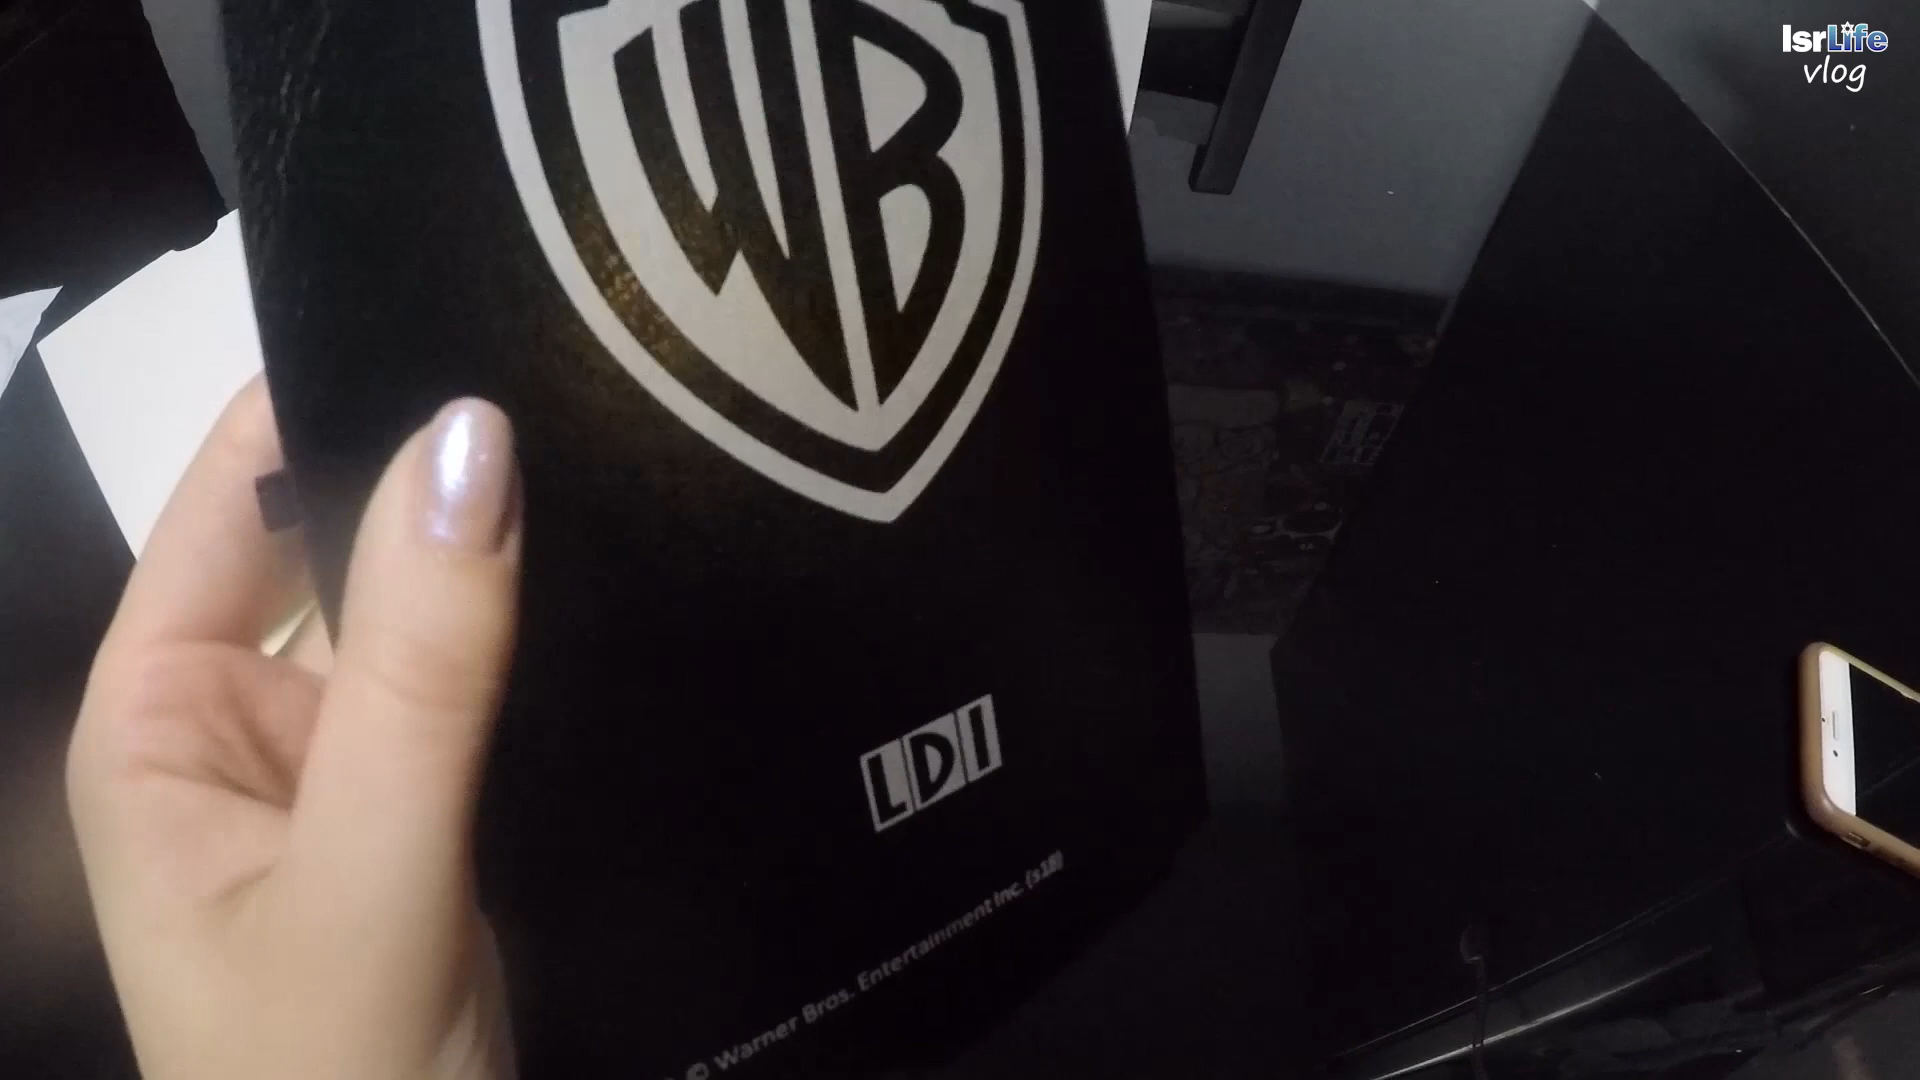 IsrLife
vlog
WB
LDI
© Warner Bros. Entertainment Inc. (s18)